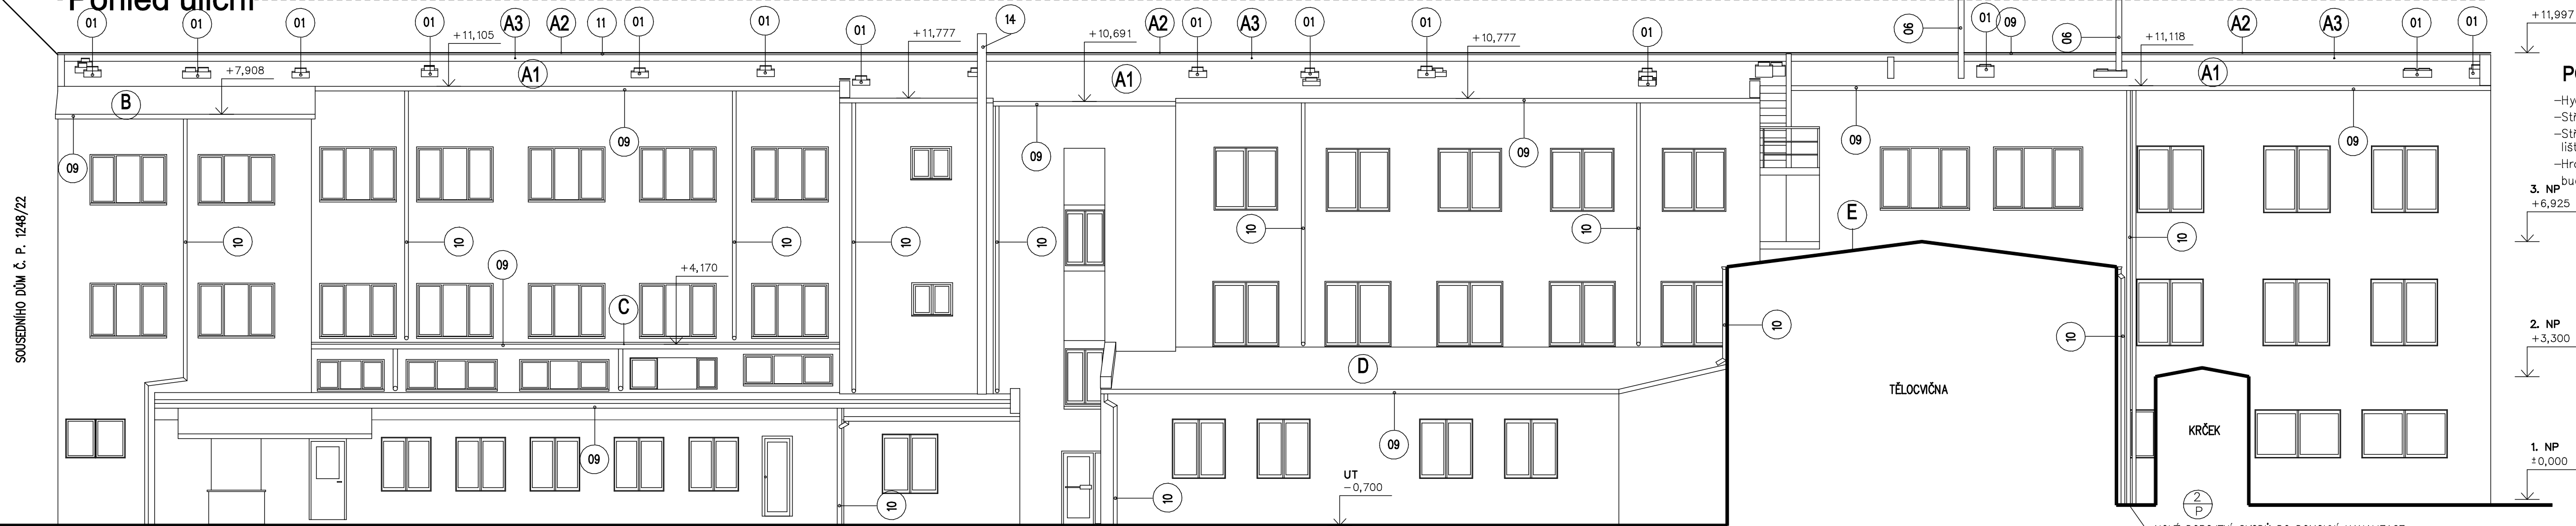 Pohled uliční
01
01
01
01
A3
A2
11
01
01
01
14
A2
01
A3
01
01
01
06
01
09
06
A2
A3
01
01
+11,997
+11,105
+11,777
+10,691
+10,777
+11,118
+7,908
A1
A1
A1
B
09
09
09
09
09
09
3. NP
+6,925
SOUSEDNÍHO DŮM Č. P. 1248/22
10
10
10
10
10
10
10
10
E
09
+4,170
C
2. NP
+3,300
10
10
D
TĚLOCVIČNA
KRČEK
09
09
1. NP
±0,000
UT
-0,700
10
10
2
P